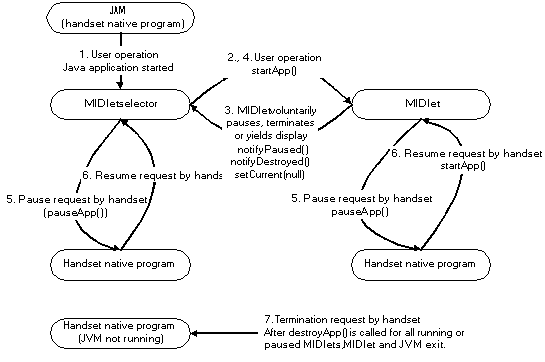 JAM
(handset native program)
1. User operation
Java application started
2., 4. User operation
startApp()
MIDletselector
MIDlet
3. MIDletvoluntarily
pauses, terminates
or yields display
notifyPaused()
notifyDestroyed()
setCurrent(null)
6. Resume request by hands
6. Resume request by handset
startApp()
5. Pause request by handset
(pauseApp())
5. Pause request by handset
pauseApp()
Handset native program
Handset native program
Handset native program
(JVM not running)
7.Termination request by handset
After destroyApp()is called for all running or
paused MIDlets,MIDlet and JVM exit.